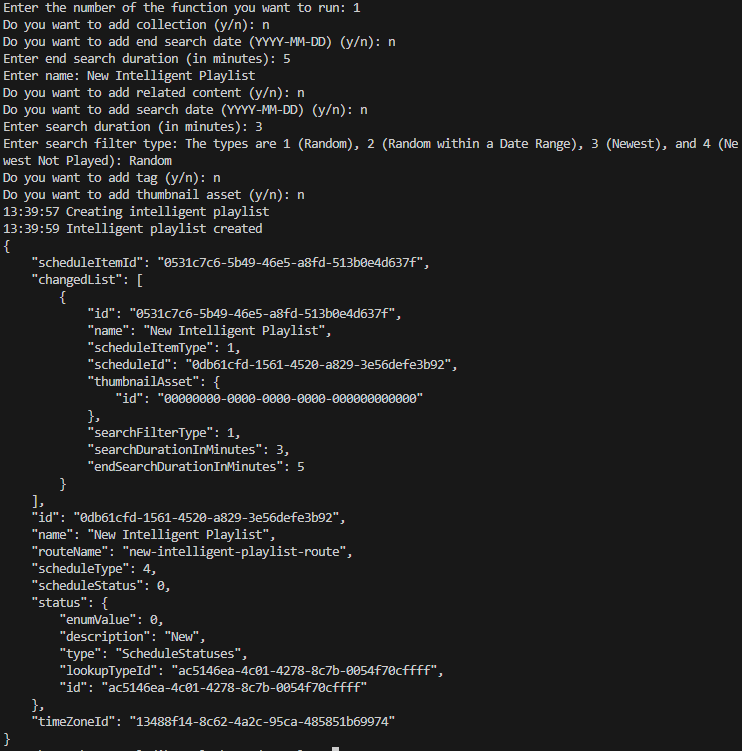 Enter the number of the function you want to run: 1
Do you want to add collection (y/n): n
Do you want to add end search date (YYYY-MM-DD) (y/n): n
Enter end search duration (in minutes): 5
Enter name: New Intelligent Playlist
Do you want to add related content (y/n): n
Do you want to add search date (YYYY-MM-DD) (y/n): n
Enter search duration (in minutes): 3
Enter search filter type: The types are 1 (Random), 2 (Random within a Date Range), 3 (Newest), and 4 (Ne
west Not Played): Random
Do you want to add tag (y/n): n
Do you want to add thumbnail asset (y/n): n
13:39:57 Creating intelligent playlist
13:39:59 Intelligent playlist created
{
    "scheduleItemId": "0531c7c6-5b49-46e5-a8fd-513b0e4d637f",
    "changedList": [
        {
            "id": "0531c7c6-5b49-46e5-a8fd-513b0e4d637f",
            "name": "New Intelligent Playlist",
            "scheduleItemType": 1,
            "scheduleId": "0db61cfd-1561-4520-a829-3e56defe3b92",
            "thumbnailAsset": {
                "id": "00000000-0000-0000-0000-000000000000"
            },
            "searchFilterType": 1,
            "searchDurationInMinutes": 3,
            "endSearchDurationInMinutes": 5
        }
    ],
    "id": "0db61cfd-1561-4520-a829-3e56defe3b92",
    "name": "New Intelligent Playlist",
    "routeName": "new-intelligent-playlist-route",
    "scheduleType": 4,
    "scheduleStatus": 0,
    "status": {
        "enumValue": 0,
        "description": "New",
        "type": "ScheduleStatuses",
        "lookupTypeId": "ac5146ea-4c01-4278-8c7b-0054f70cffff",
        "id": "ac5146ea-4c01-4278-8c7b-0054f70cffff"
    },
    "timeZoneId": "13488f14-8c62-4a2c-95ca-485851b69974"
}